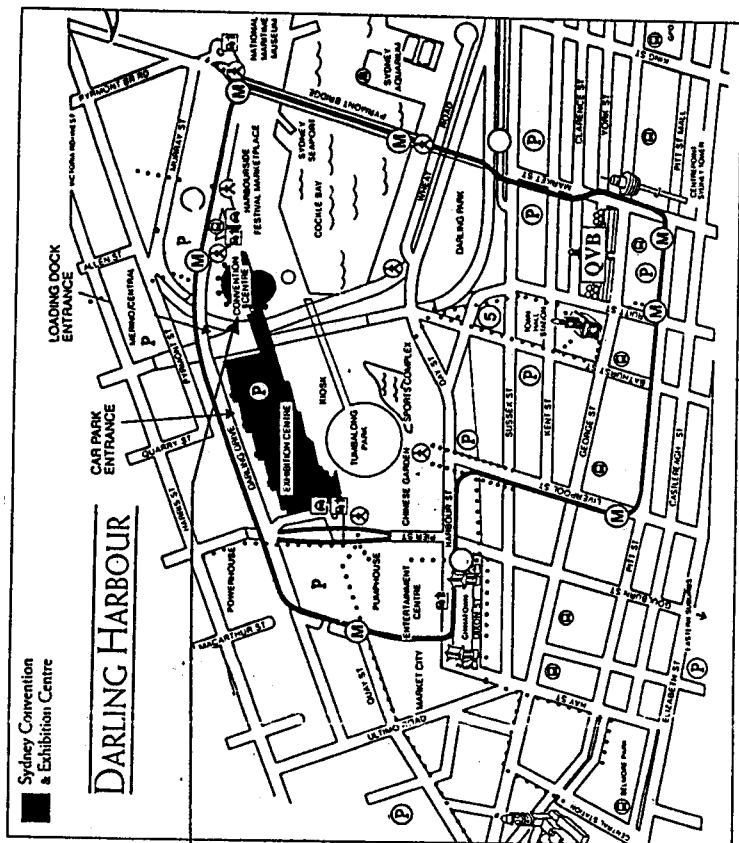 Sydney Convention
& Exhibition Centre
DARLING HARBOUR
CAR PARK
ENTRANCE
LOADING DOCK
ENTRANCE
ALLEN ST
PYRMONT BR RD
NATIONAL
MARITIME
MUSEUM
MURRAY ST
MERINO/CENTRAL
P
P
PYRMONT ST
QUARRY ST
HARRIS ST
DARLING DRIVE
POWERHOUSE
MACARTHUR ST
M
M
HARBOURSIDE
FESTIVAL MARKETPLACE
CONVENTION
CENTRE
EXHIBITION CENTRE
P
COCKLE BAY
SYDNEY
SEAPORT
PYRMONT BRIDGE
SYDNEY
AQUARIUM
M
KIOSK
TUMBALONG
PARK
SPORTS COMPLEX
CHINESE GARDEN
PIER ST
P
PUMPHOUSE
ENTERTAINMENT
CENTRE
M
QUAY ST
MARKET CITY
ULTIMO ROAD
P
WHEAT
ROAD
DARLING PARK
DAY ST
HARBOUR ST
P
CHINATOWN
DIXON ST
HAY ST
SUSSEX ST
KENT ST
P
5
TOWN
HALL
STATION
P
P
P
MARKET ST
CLARENCE ST
YORK ST
KING ST
PITT ST MALL
CENTREPOINT
SYDNEY TOWER
QVB
M
P
M
BATHURST ST
GEORGE ST
LIVERPOOL ST
M
PITT ST
CASTLEREAGH ST
GOULBURN ST
ELIZABETH ST
P
BELMORE PARK
CENTRAL STATION